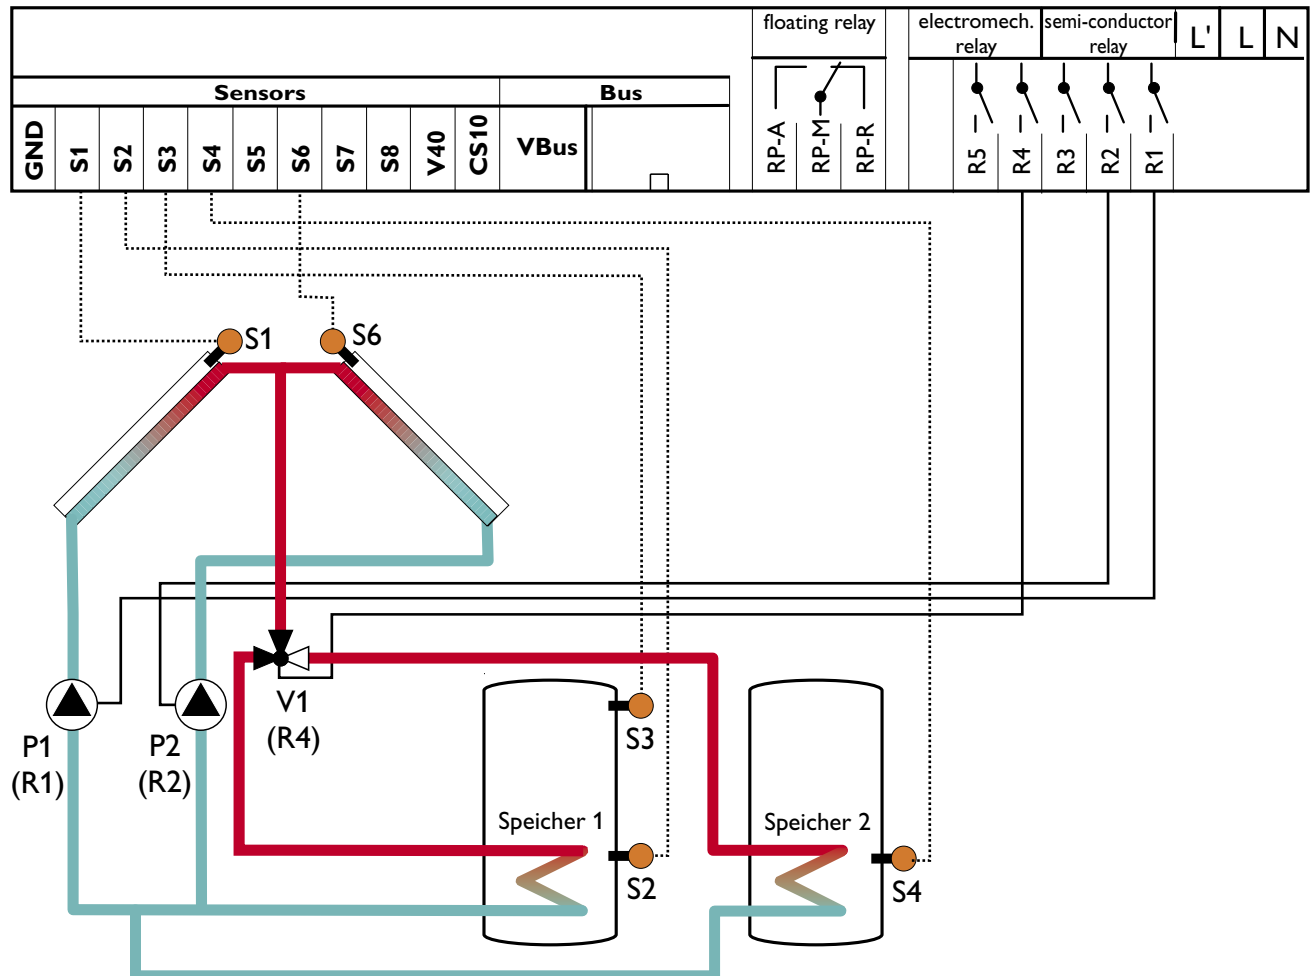 floating relay
electromech.
relay
semi-conductor
relay
L'
L
N
Sensors
Bus
GND
S1
S2
S3
S4
S5
S6
S7
S8
V40
CS10
VBus
RP-A
RP-M
RP-R
R5
R4
R3
R2
R1
S1
S6
V1
(R4)
P1
(R1)
P2
(R2)
S3
Speicher 1
Speicher 2
S2
S4